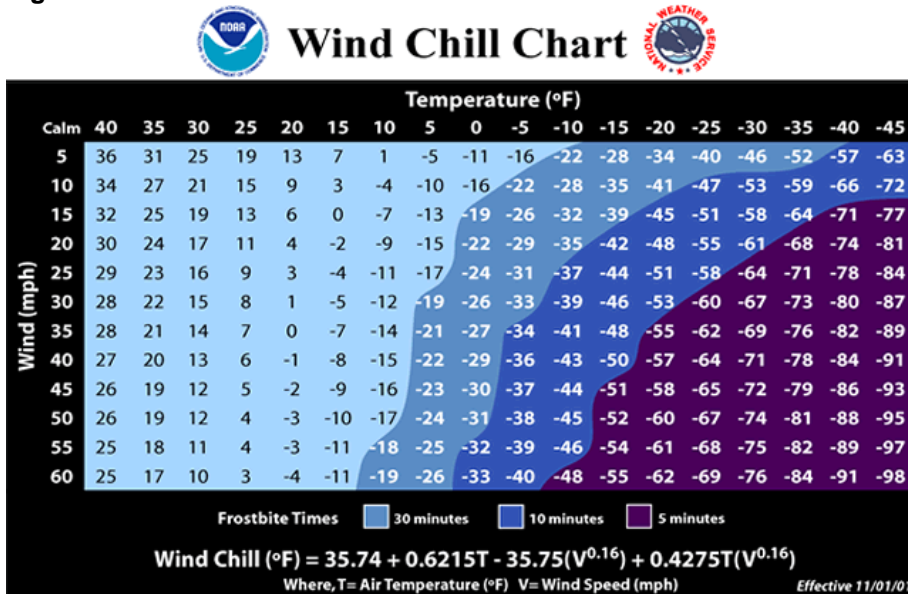 Wind Chill Chart
NOAA
NATIONAL WEATHER SERVICE
Temperature (ºF)
Calm 40 35 30 25 20 15 10 5 0 -5 -10 -15 -20 -25 -30 -35 -40 -45
Wind (mph)
5 36 31 25 19 13 7 1 -5 -11 -16 -22 -28 -34 -40 -46 -52 -57 -63
10 34 27 21 15 9 3 -4 -10 -16 -22 -28 -35 -41 -47 -53 -59 -66 -72
15 32 25 19 13 6 0 -7 -13 -19 -26 -32 -39 -45 -51 -58 -64 -71 -77
20 30 24 17 11 4 -2 -9 -15 -22 -29 -35 -42 -48 -55 -61 -68 -74 -81
25 29 23 16 9 3 -4 -11 -17 -24 -31 -37 -44 -51 -58 -64 -71 -78 -84
30 28 22 15 8 1 -5 -12 -19 -26 -33 -39 -46 -53 -60 -67 -73 -80 -87
35 28 21 14 7 0 -7 -14 -21 -27 -34 -41 -48 -55 -62 -69 -76 -82 -89
40 27 20 13 6 -1 -8 -15 -22 -29 -36 -43 -50 -57 -64 -71 -78 -84 -91
45 26 19 12 5 -2 -9 -16 -23 -30 -37 -44 -51 -58 -65 -72 -79 -86 -93
50 26 19 12 4 -3 -10 -17 -24 -31 -38 -45 -52 -60 -67 -74 -81 -88 -95
55 25 18 11 4 -3 -11 -18 -25 -32 -39 -46 -54 -61 -68 -75 -82 -89 -97
60 25 17 10 3 -4 -11 -19 -26 -33 -40 -48 -55 -62 -69 -76 -84 -91 -98
Frostbite Times 30 minutes 10 minutes 5 minutes
Wind Chill (ºF) = 35.74 + 0.6215T - 35.75(V^0.16) + 0.4275T(V^0.16)
Where, T= Air Temperature (ºF) V= Wind Speed (mph) Effective 11/01/01